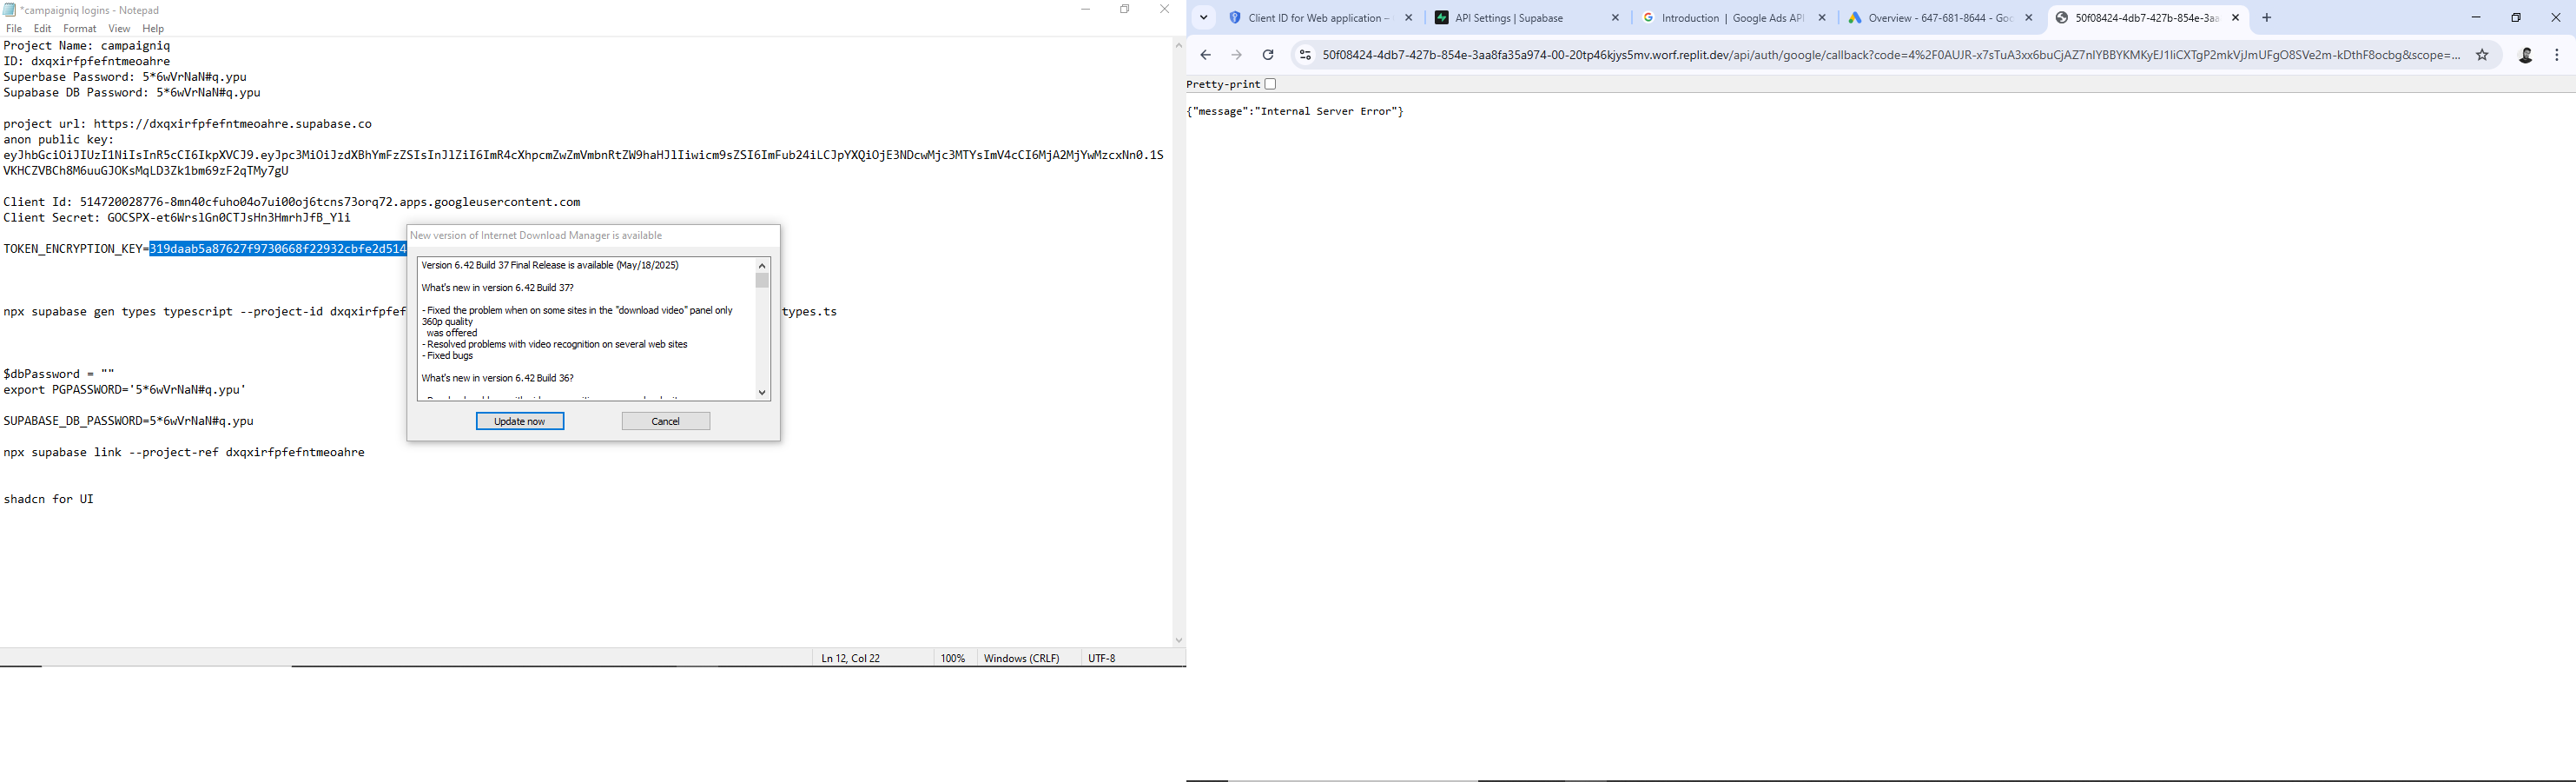 *campaigniq logins - Notepad
File Edit Format View Help
Project Name: campaigniq
ID: dxqxirfpfefntmeoahre
Superbase Password: 5*6wVrNaN#q.ypu
Supabase DB Password: 5*6wVrNaN#q.ypu
project url: https://dxqxirfpfefntmeoahre.supabase.co
anon public key:
eyJhbGciOiJIUzI1NiIsInR5cCI6IkpXVCJ9.eyJpc3MiOiJzdXBhYmFzZSIsInJlZiI6ImR4cXhpcmZwZmVmbnRtZW9haHJlIiwicm9sZSI6ImFub24iLCJpYXQiOjE3NDcwMjc3MTYsImV4cCI6MjA2MjYwMzcxNn0.1S
VKHCZVBCh8M6uuGJOKsMqLD3Zk1bm69zF2qTMy7gU
Client Id: 514720028776-8mn40cfuho04o7ui00oj6tcns73orq72.apps.googleusercontent.com
Client Secret: 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
TOKEN_ENCRYPTION_KEY=319daab5a87627f9730668f22932cbfe2d514
npx supabase gen types typescript --project-id dxqxirfpfef types.ts
$dbPassword = ""
export PGPASSWORD='5*6wVrNaN#q.ypu'
SUPABASE_DB_PASSWORD=5*6wVrNaN#q.ypu
npx supabase link --project-ref dxqxirfpfefntmeoahre
shadcn for UI
Ln 12, Col 22 100% Windows (CRLF) UTF-8
New version of Internet Download Manager is available
Version 6.42 Build 37 Final Release is available (May/18/2025)
What's new in version 6.42 Build 37?
- Fixed the problem when on some sites in the "download video" panel only
360p quality
was offered
- Resolved problems with video recognition on several web sites
- Fixed bugs
What's new in version 6.42 Build 36?
Update now Cancel
Client ID for Web application – API Settings | Supabase Introduction | Google Ads API Overview - 647-681-8644 - Goo 50f08424-4db7-427b-854e-3aa
50f08424-4db7-427b-854e-3aa8fa35a974-00-20tp46kjys5mv.worf.replit.dev/api/auth/google/callback?code=4%2F0AUJR-x7sTuA3xx6buCjAZ7nIYBBYKMKyEJ1IiCXTgP2mkVjJmUFgO8SVe2m-kDthF8ocbg&scope=...
Pretty-print
{"message":"Internal Server Error"}